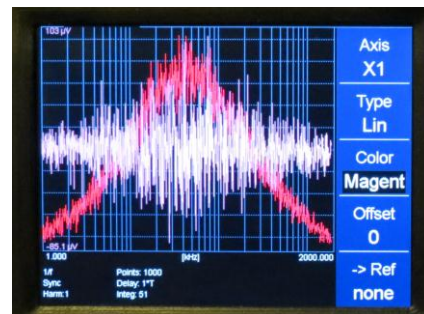 103 µV
Axis
X1
Type
Lin
Color
Magent
Offset
0
-> Ref
none
-85.1 µV
1.000 [kHz] 2000.000
1/f Points: 1000
Sync Delay: 1*T
Harm:1 Integ: 51